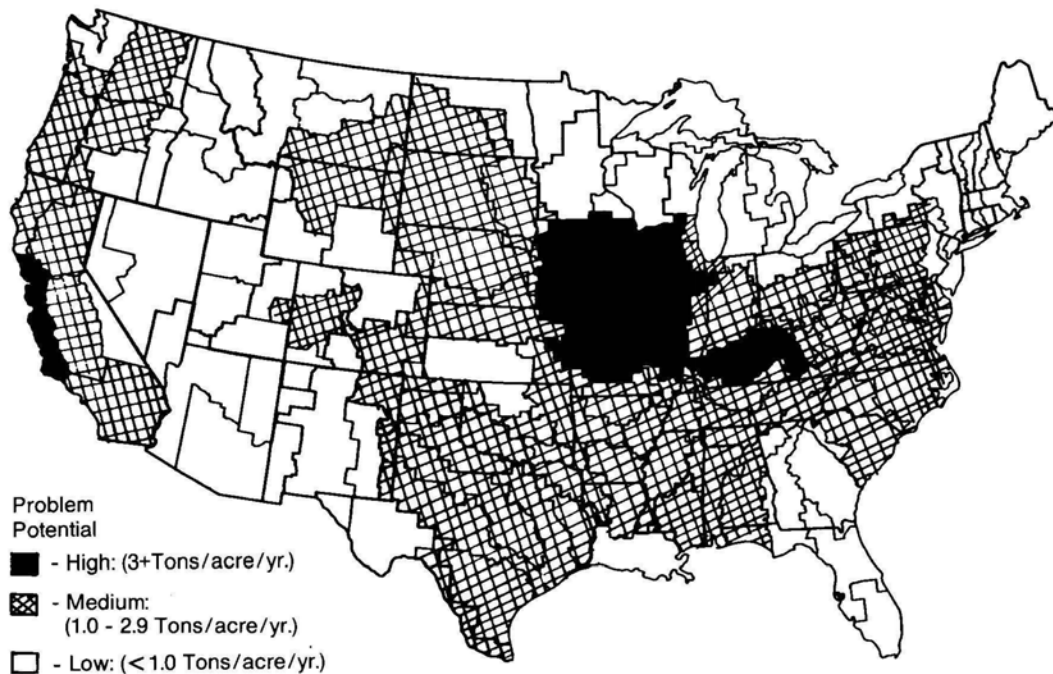 Problem
Potential
- High: (3+Tons/acre/yr.)
- Medium:
(1.0 - 2.9 Tons/acre/yr.)
- Low: (<1.0 Tons/acre/yr.)